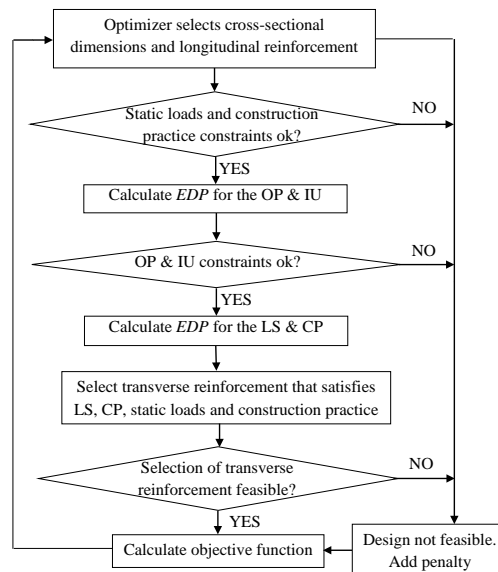 Optimizer selects cross-sectional
dimensions and longitudinal reinforcement
NO
Static loads and construction
practice constraints ok?
YES
Calculate EDP for the OP & IU
NO
OP & IU constraints ok?
YES
Calculate EDP for the LS & CP
Select transverse reinforcement that satisfies
LS, CP, static loads and construction practice
NO
Selection of transverse
reinforcement feasible?
YES
Calculate objective function
Design not feasible.
Add penalty